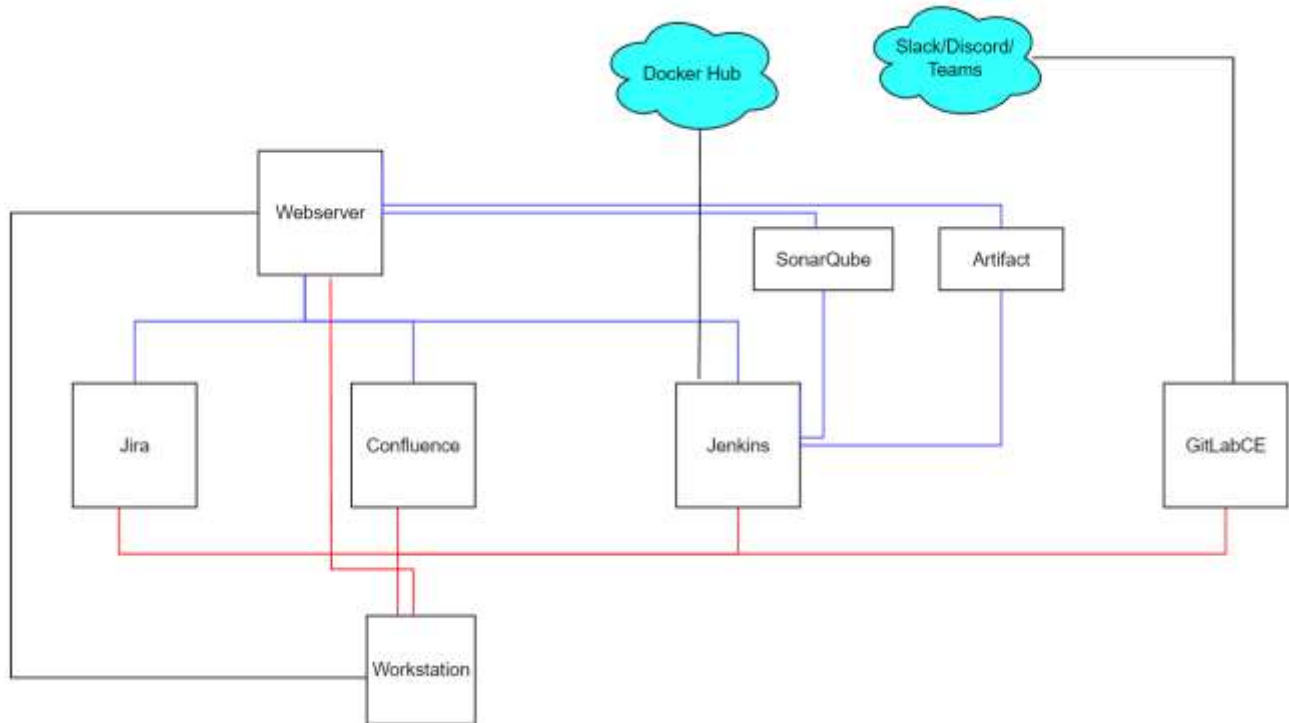 Slack/Discord/
Teams
Docker Hub
Webserver
SonarQube
Artifact
Jira
Confluence
Jenkins
GitLabCE
Workstation